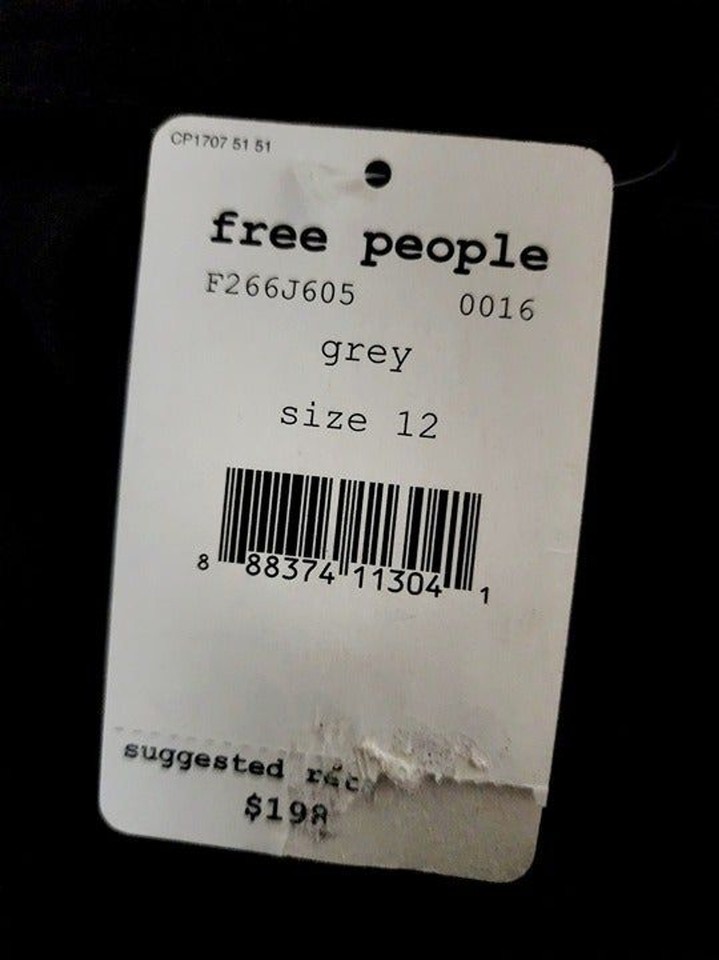 CP1707 51 51
free people
F266J605 0016
grey
size 12
8 88374 11304 1
suggested
$198